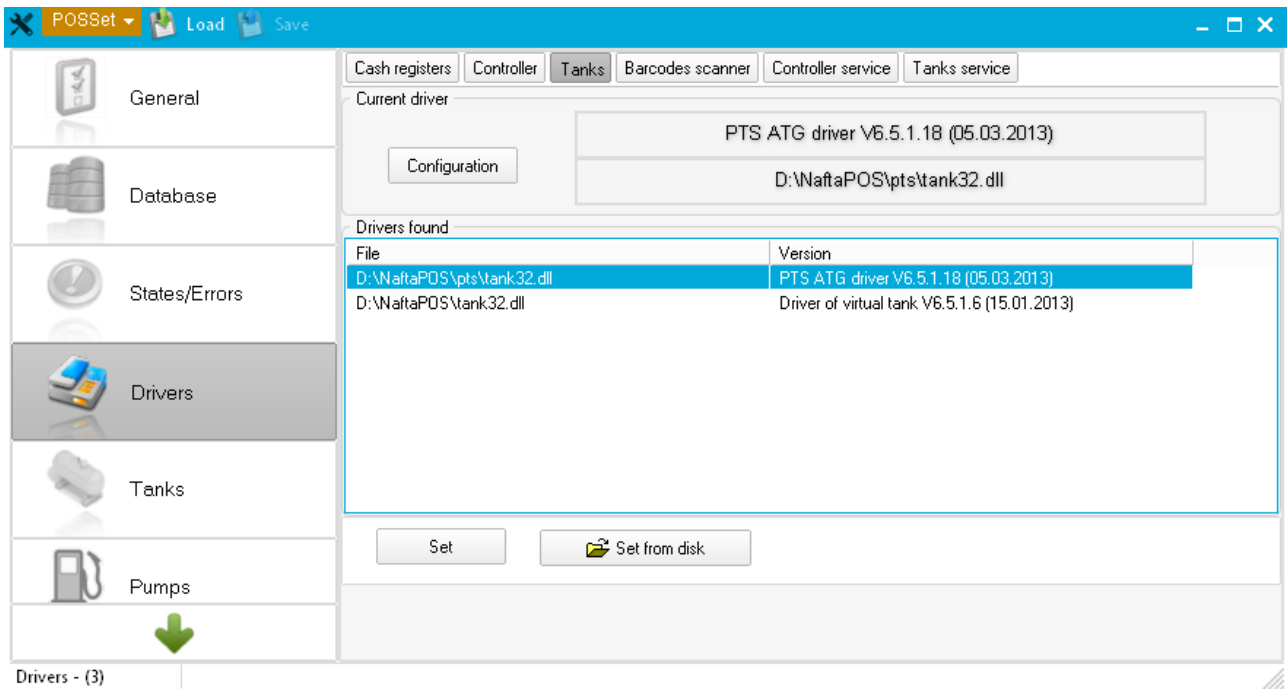 POSSet Load Save
General
Database
States/Errors
Drivers
Tanks
Pumps
Cash registers Controller Tanks Barcodes scanner Controller service Tanks service
Current driver
Configuration
PTS ATG driver V6.5.1.18 (05.03.2013)
D:\NaftaPOS\pts\tank32.dll
Drivers found
File Version
D:\NaftaPOS\pts\tank32.dll PTS ATG driver V6.5.1.18 (05.03.2013)
D:\NaftaPOS\tank32.dll Driver of virtual tank V6.5.1.6 (15.01.2013)
Set Set from disk
Drivers - (3)